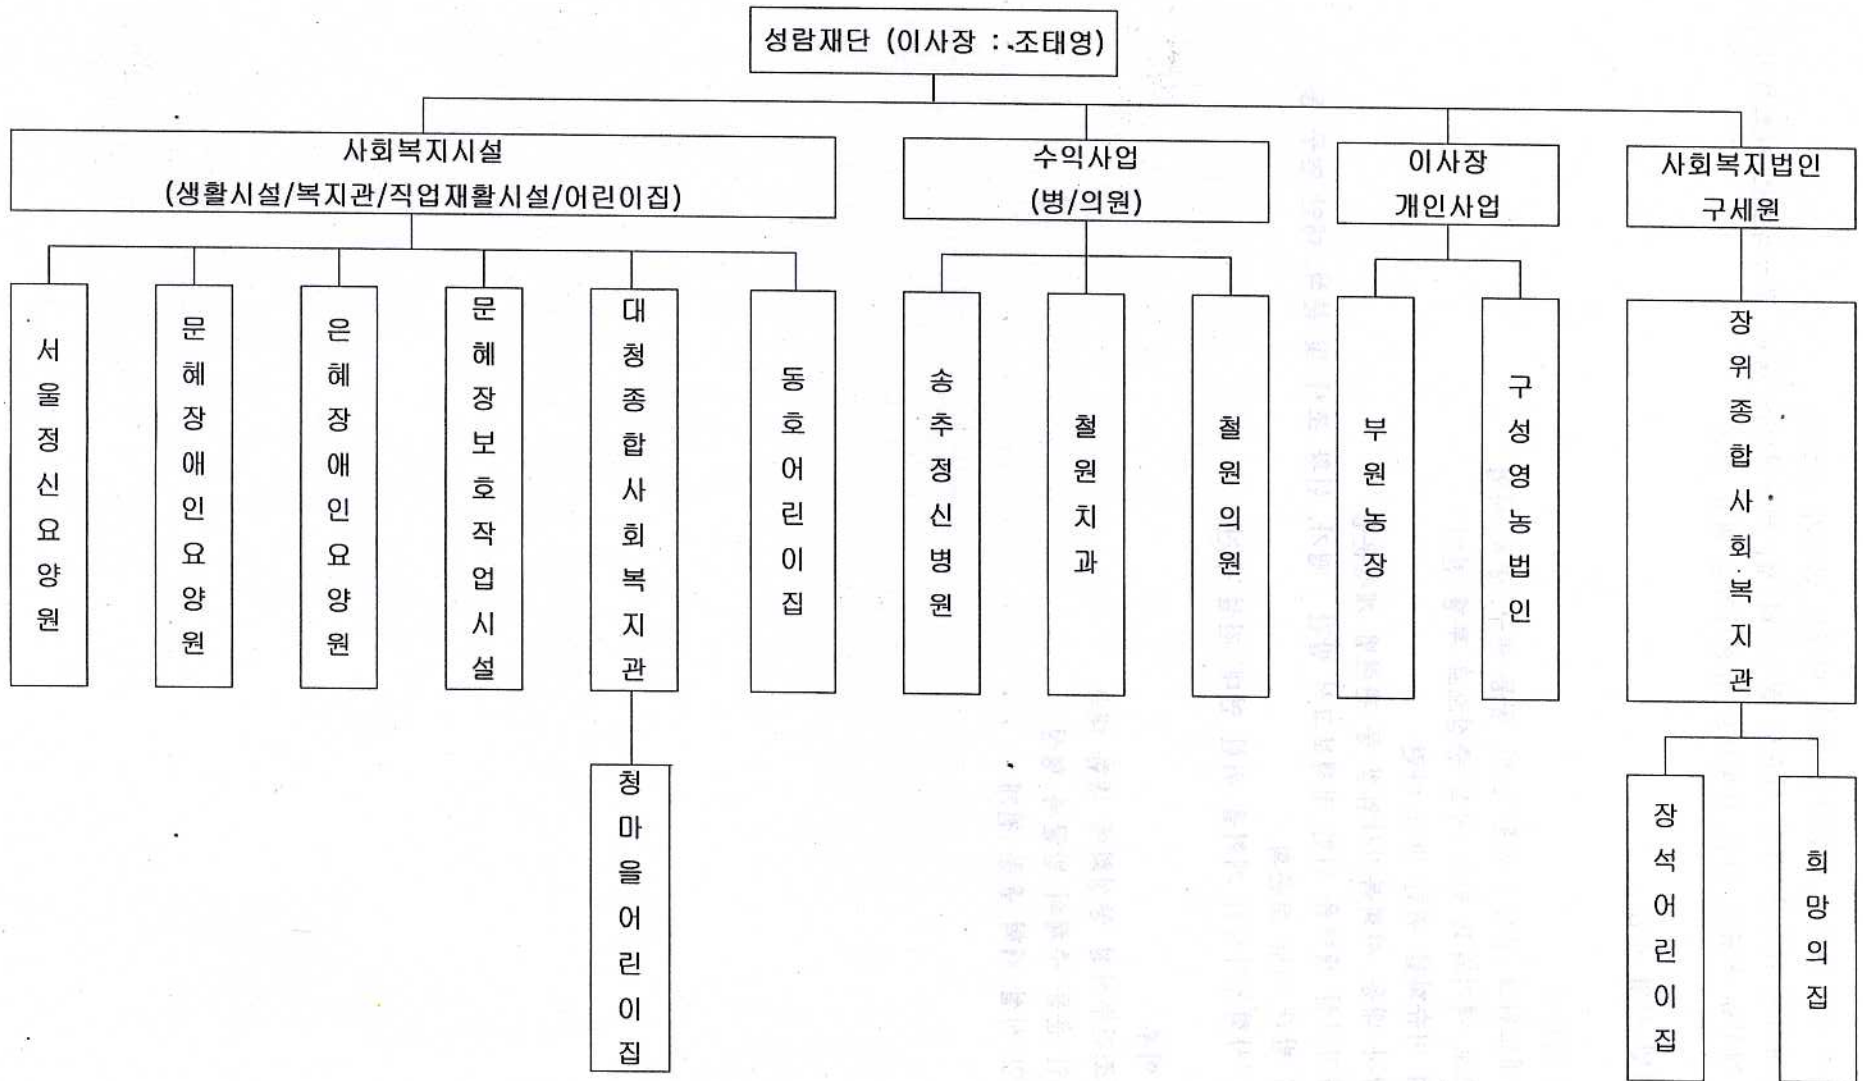 성람재단 (이사장 : 조태영)
사회복지시설
(생활시설/복지관/직업재활시설/어린이집)
수익사업
(병/의원)
이사장
개인사업
사회복지법인
구세원
서울정신요양원
문혜장애인요양원
은혜장애인요양원
문혜장보호작업시설
대청종합사회복지관
동호어린이집
송추정신병원
철원치과
철원의원
부원농장
구성영농법인
장위종합사회복지관
청마을어린이집
장석어린이집
희망의집